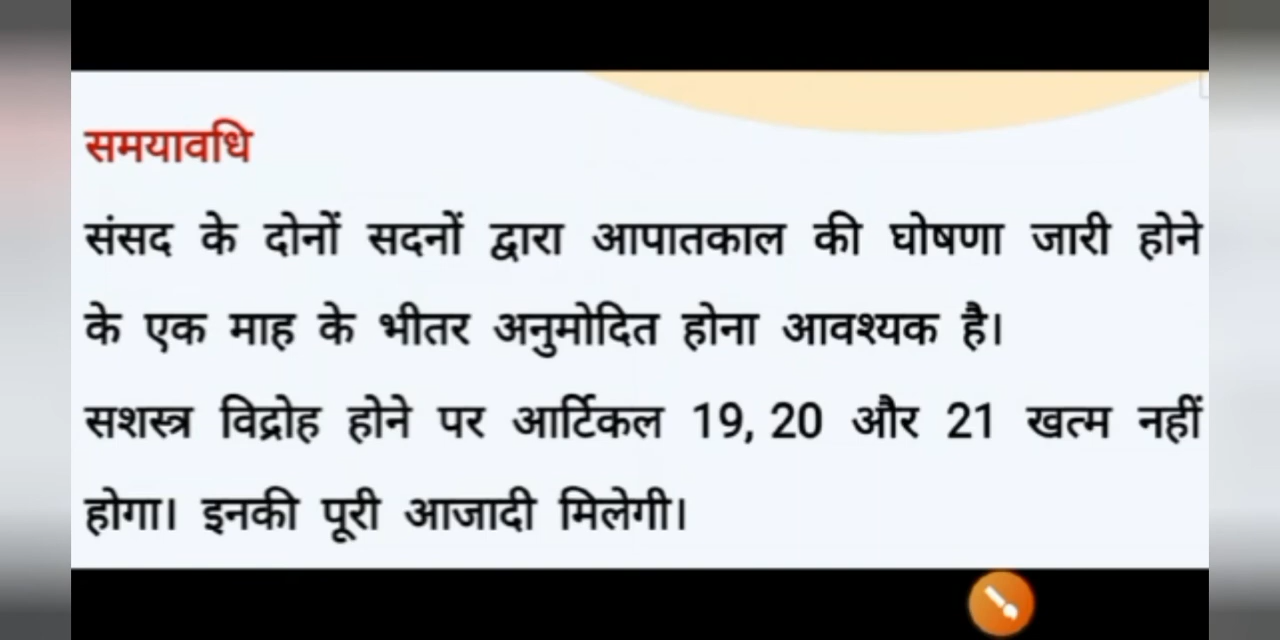 समयावधि
संसद के दोनों सदनों द्वारा आपातकाल की घोषणा जारी होने
के एक माह के भीतर अनुमोदित होना आवश्यक है।
सशस्त्र विद्रोह होने पर आर्टिकल 19, 20 और 21 खत्म नहीं
होगा। इनकी पूरी आजादी मिलेगी।